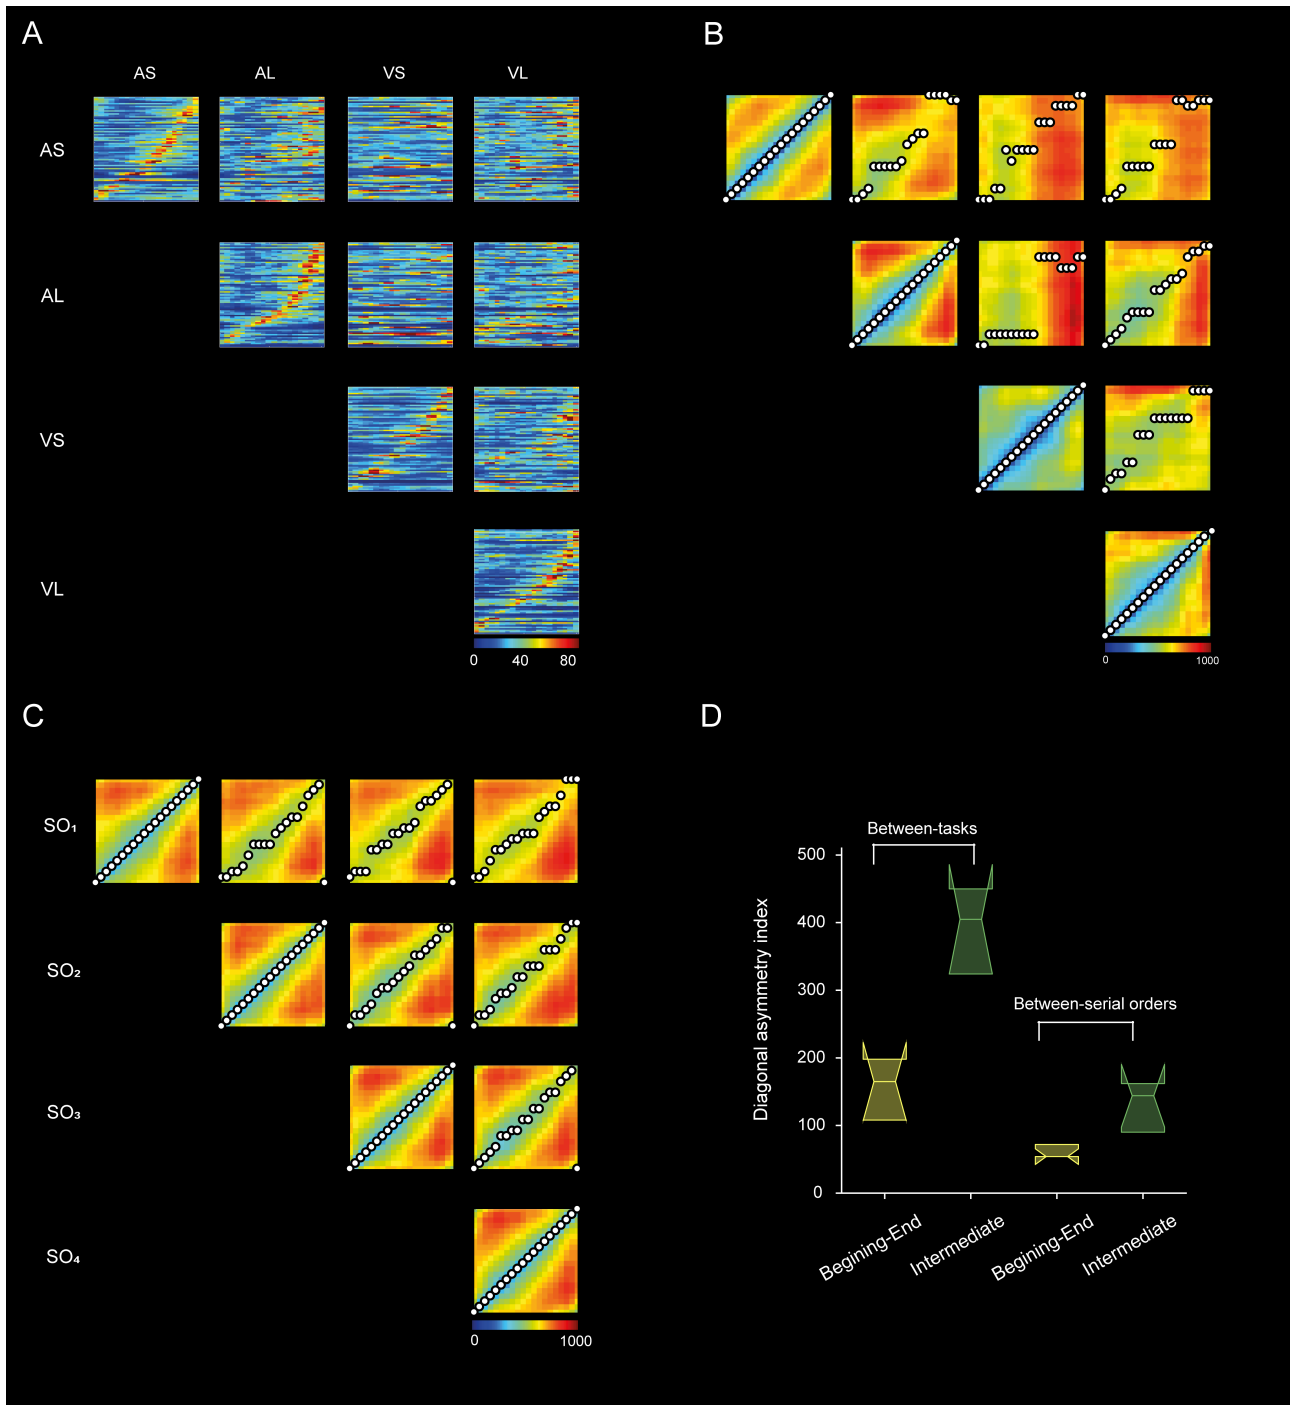 A
B
AS AL VS VL
AS
AL
VS
VL
0 40 80
0 1000
C
D
SO₁
SO₂
SO₃
SO₄
0 1000
Between-tasks
Between-serial orders
Diagonal asymmetry index
500
400
300
200
100
0
Begining-End
Intermediate
Begining-End
Intermediate